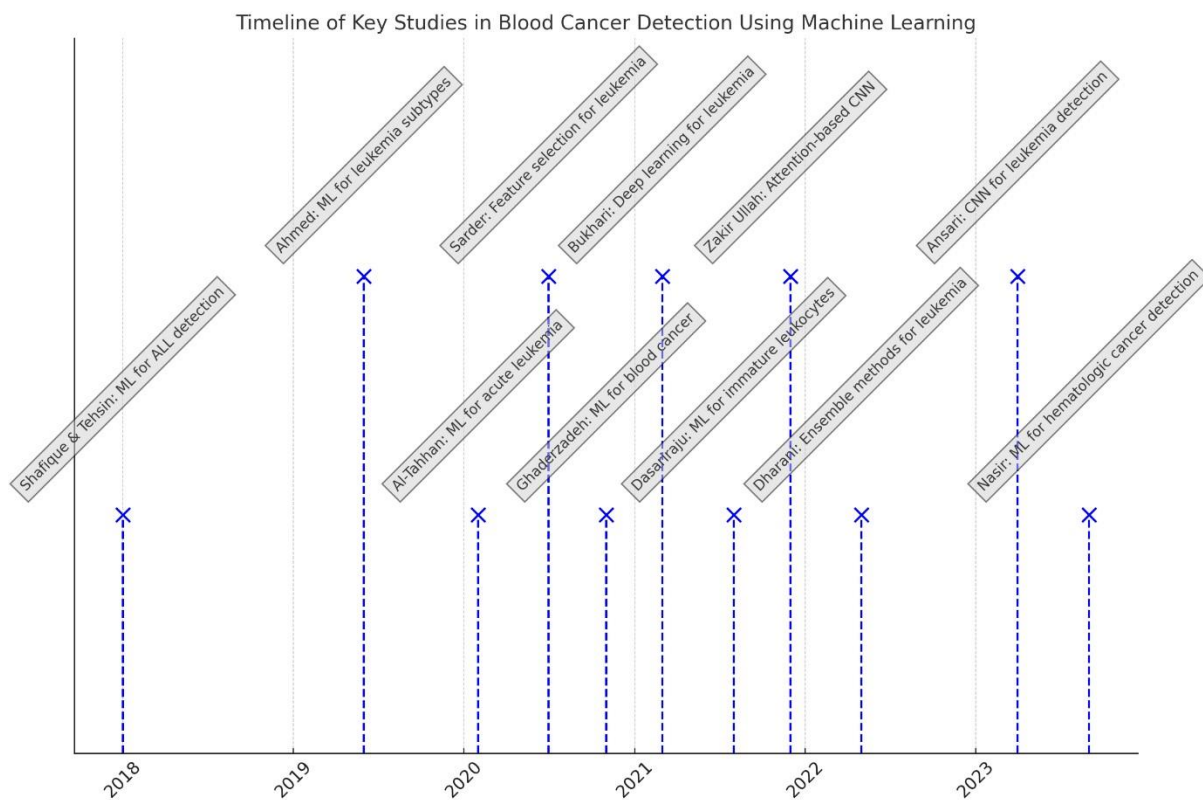 Timeline of Key Studies in Blood Cancer Detection Using Machine Learning
Shafique & Tehsin: ML for ALL detection
Ahmed: ML for leukemia subtypes
Al-Tahhan: ML for acute leukemia
Sarder: Feature selection for leukemia
Ghaderzadeh: ML for blood cancer
Bukhari: Deep learning for leukemia
Dasariraju: ML for immature leukocytes
Zakir Ullah: Attention-based CNN
Dharani: Ensemble methods for leukemia
Ansari: CNN for leukemia detection
Nasir: ML for hematologic cancer detection
2018
2019
2020
2021
2022
2023